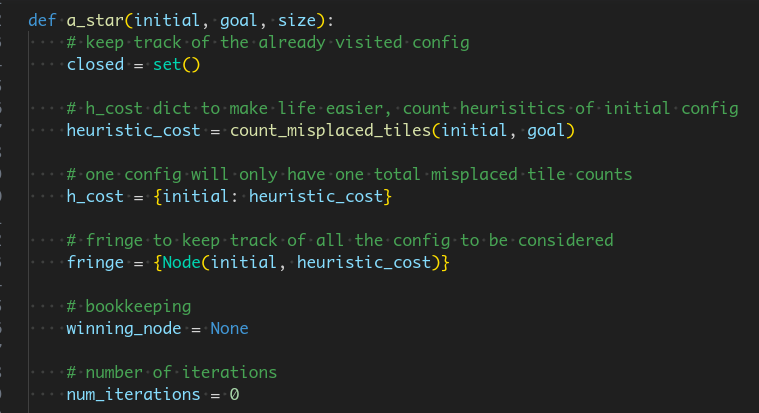 def a_star(initial, goal, size):
    # keep track of the already visited config
    closed = set()
    # h_cost dict to make life easier, count heurisitics of initial config
    heuristic_cost = count_misplaced_tiles(initial, goal)
    # one config will only have one total misplaced tile counts
    h_cost = {initial: heuristic_cost}
    # fringe to keep track of all the config to be considered
    fringe = {Node(initial, heuristic_cost)}
    # bookkeeping
    winning_node = None
    # number of iterations
    num_iterations = 0